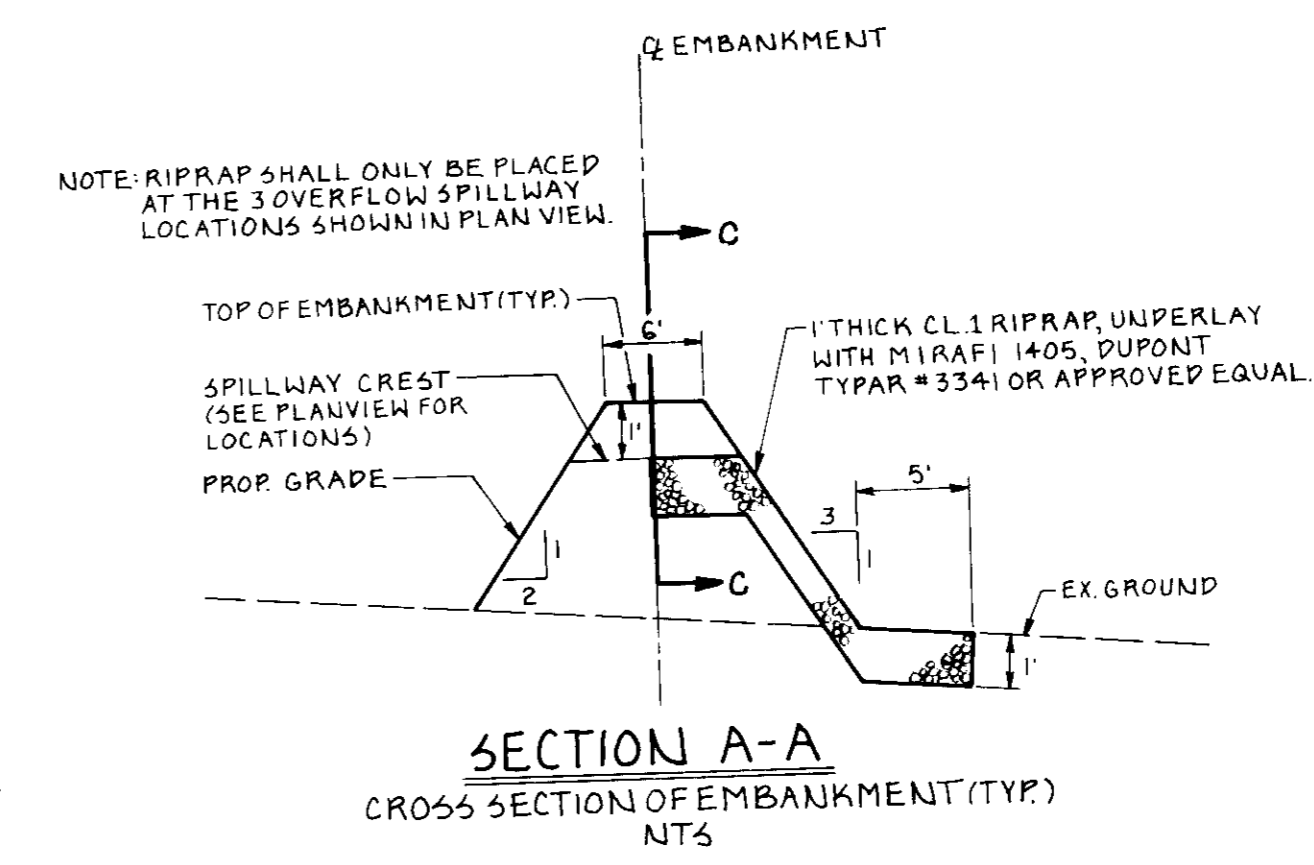 ℄ EMBANKMENT
NOTE: RIPRAP SHALL ONLY BE PLACED
AT THE 3 OVERFLOW SPILLWAY
LOCATIONS SHOWN IN PLAN VIEW.
C
TOP OF EMBANKMENT (TYP.)
6'
1' THICK CL.1 RIPRAP, UNDERLAY
WITH MIRAFI 140S, DUPONT
TYPAR #3341 OR APPROVED EQUAL.
SPILLWAY CREST
(SEE PLANVIEW FOR
LOCATIONS)
1'
PROP. GRADE
5'
3
1
1
2
C
EX. GROUND
1'
SECTION A-A
CROSS SECTION OF EMBANKMENT (TYP.)
NTS